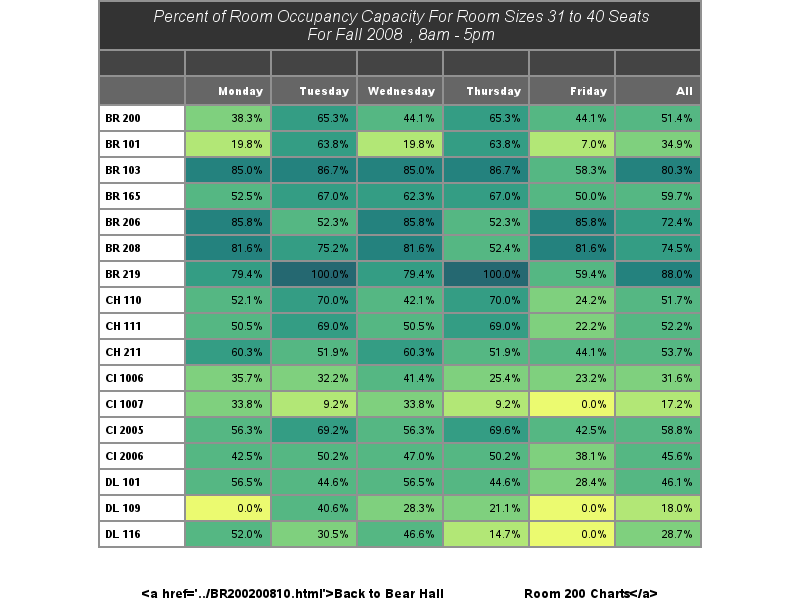 Percent of Room Occupancy Capacity For Room Sizes 31 to 40 Seats
For Fall 2008 , 8am - 5pm
Monday Tuesday Wednesday Thursday Friday All
BR 200 38.3% 65.3% 44.1% 65.3% 44.1% 51.4%
BR 101 19.8% 63.8% 19.8% 63.8% 7.0% 34.9%
BR 103 85.0% 86.7% 85.0% 86.7% 58.3% 80.3%
BR 165 52.5% 67.0% 62.3% 67.0% 50.0% 59.7%
BR 206 85.8% 52.3% 85.8% 52.3% 85.8% 72.4%
BR 208 81.6% 75.2% 81.6% 52.4% 81.6% 74.5%
BR 219 79.4% 100.0% 79.4% 100.0% 59.4% 88.0%
CH 110 52.1% 70.0% 42.1% 70.0% 24.2% 51.7%
CH 111 50.5% 69.0% 50.5% 69.0% 22.2% 52.2%
CH 211 60.3% 51.9% 60.3% 51.9% 44.1% 53.7%
CI 1006 35.7% 32.2% 41.4% 25.4% 23.2% 31.6%
CI 1007 33.8% 9.2% 33.8% 9.2% 0.0% 17.2%
CI 2005 56.3% 69.2% 56.3% 69.6% 42.5% 58.8%
CI 2006 42.5% 50.2% 47.0% 50.2% 38.1% 45.6%
DL 101 56.5% 44.6% 56.5% 44.6% 28.4% 46.1%
DL 109 0.0% 40.6% 28.3% 21.1% 0.0% 18.0%
DL 116 52.0% 30.5% 46.6% 14.7% 0.0% 28.7%
<a href='../BR200200810.html'>Back to Bear Hall Room 200 Charts</a>